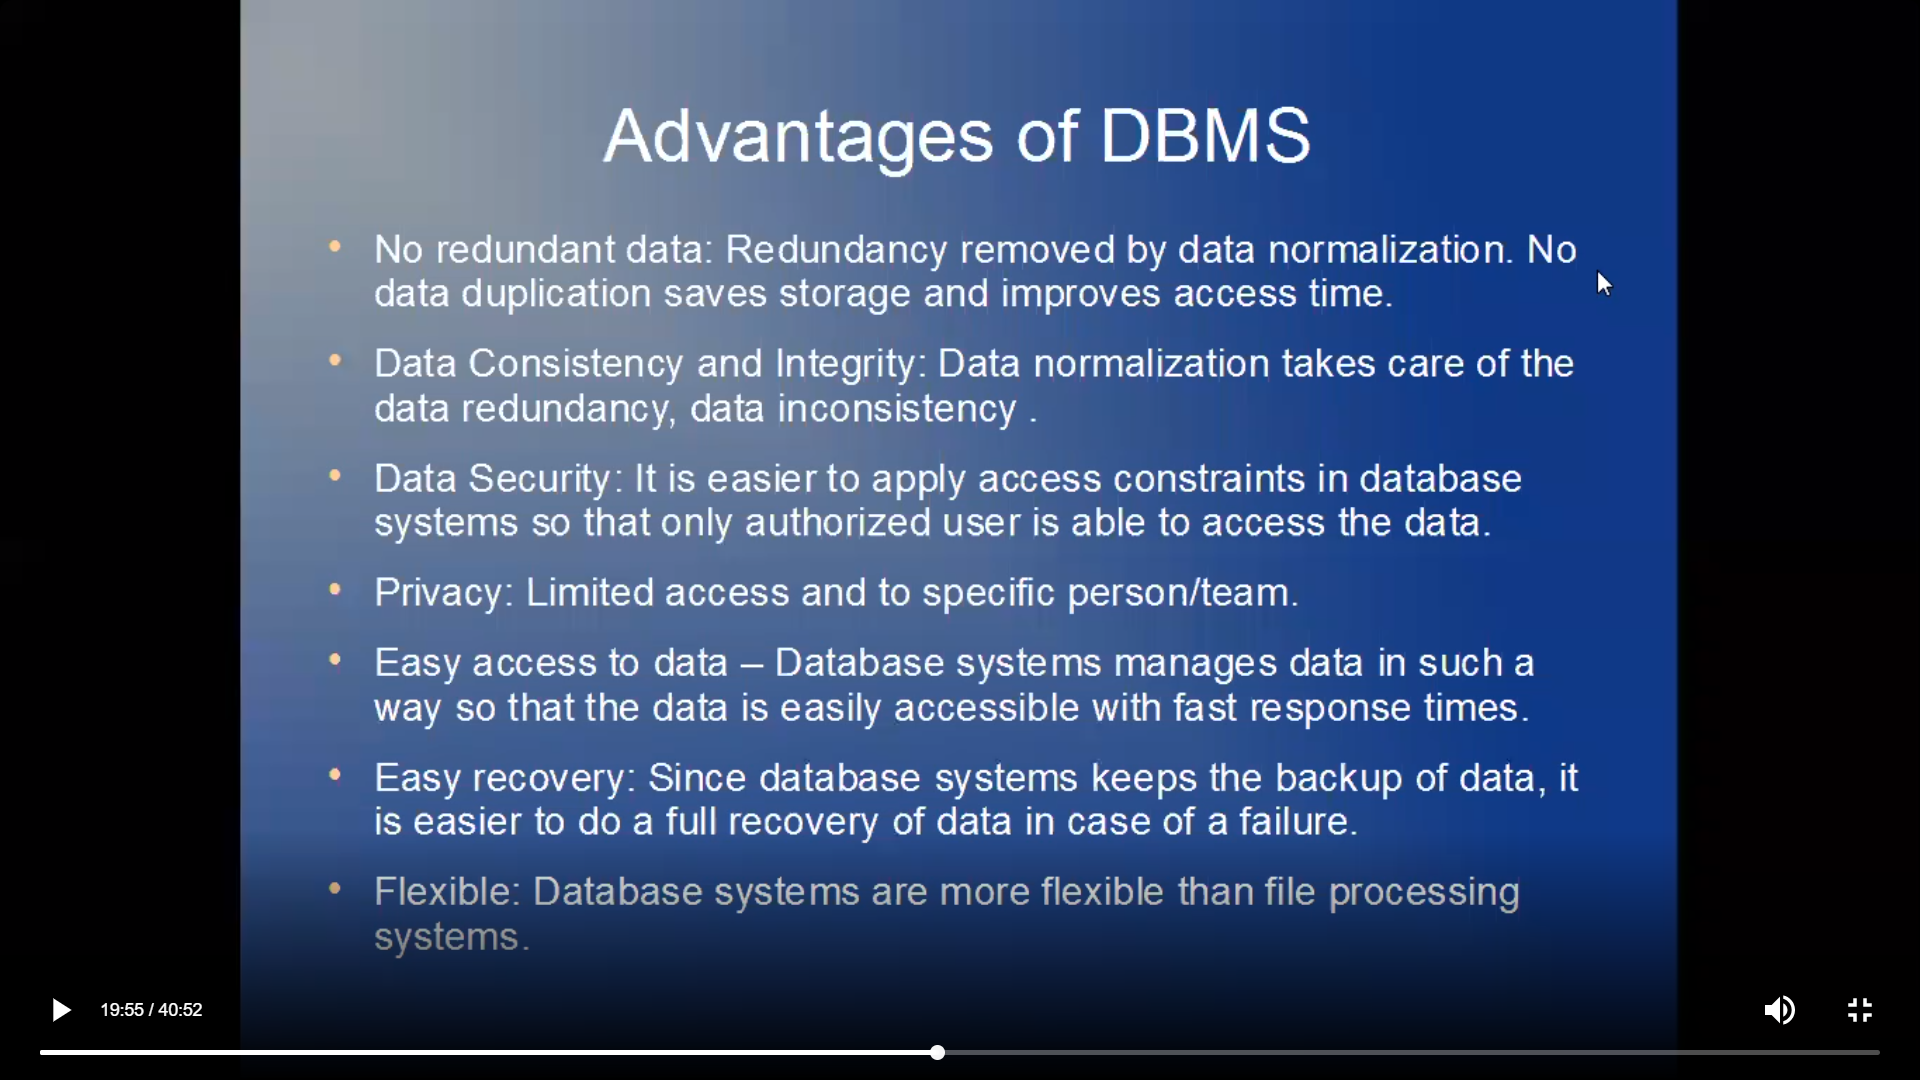 Advantages of DBMS
• No redundant data: Redundancy removed by data normalization. No
data duplication saves storage and improves access time.
• Data Consistency and Integrity: Data normalization takes care of the
data redundancy, data inconsistency .
• Data Security: It is easier to apply access constraints in database
systems so that only authorized user is able to access the data.
• Privacy: Limited access and to specific person/team.
• Easy access to data – Database systems manages data in such a
way so that the data is easily accessible with fast response times.
• Easy recovery: Since database systems keeps the backup of data, it
is easier to do a full recovery of data in case of a failure.
• Flexible: Database systems are more flexible than file processing
systems.
19:55 / 40:52